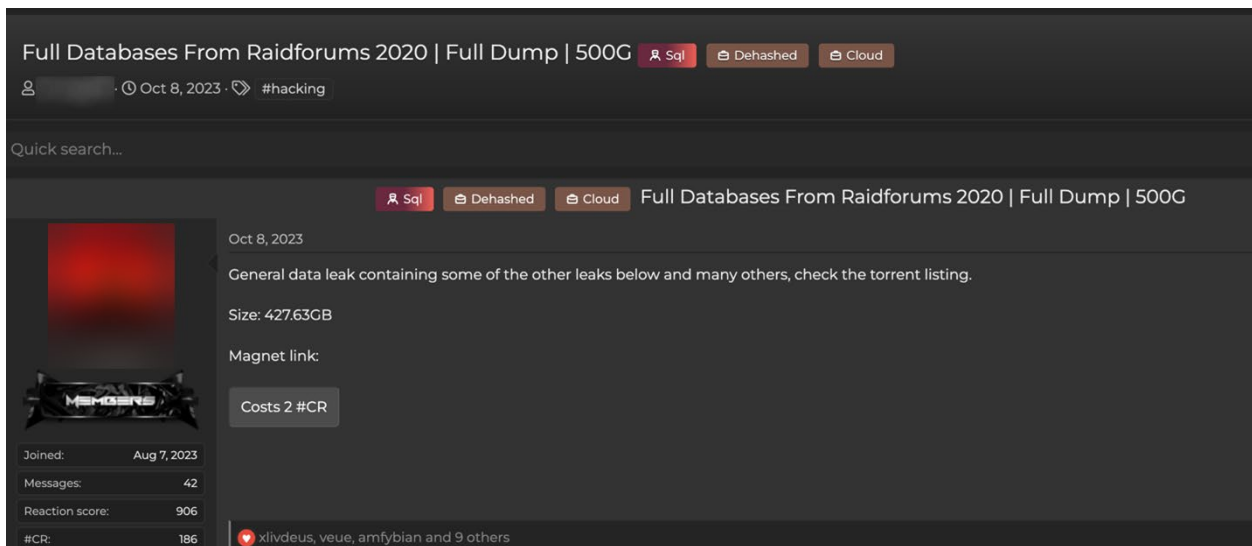 Full Databases From Raidforums 2020 | Full Dump | 500G Sql Dehashed Cloud
· Oct 8, 2023 · #hacking
Quick search...
Sql Dehashed Cloud Full Databases From Raidforums 2020 | Full Dump | 500G
Oct 8, 2023
General data leak containing some of the other leaks below and many others, check the torrent listing.
Size: 427.63GB
Magnet link:
Costs 2 #CR
MEMBERS
Joined: Aug 7, 2023
Messages: 42
Reaction score: 906
#CR: 186
xlivdeus, veue, amfybian and 9 others